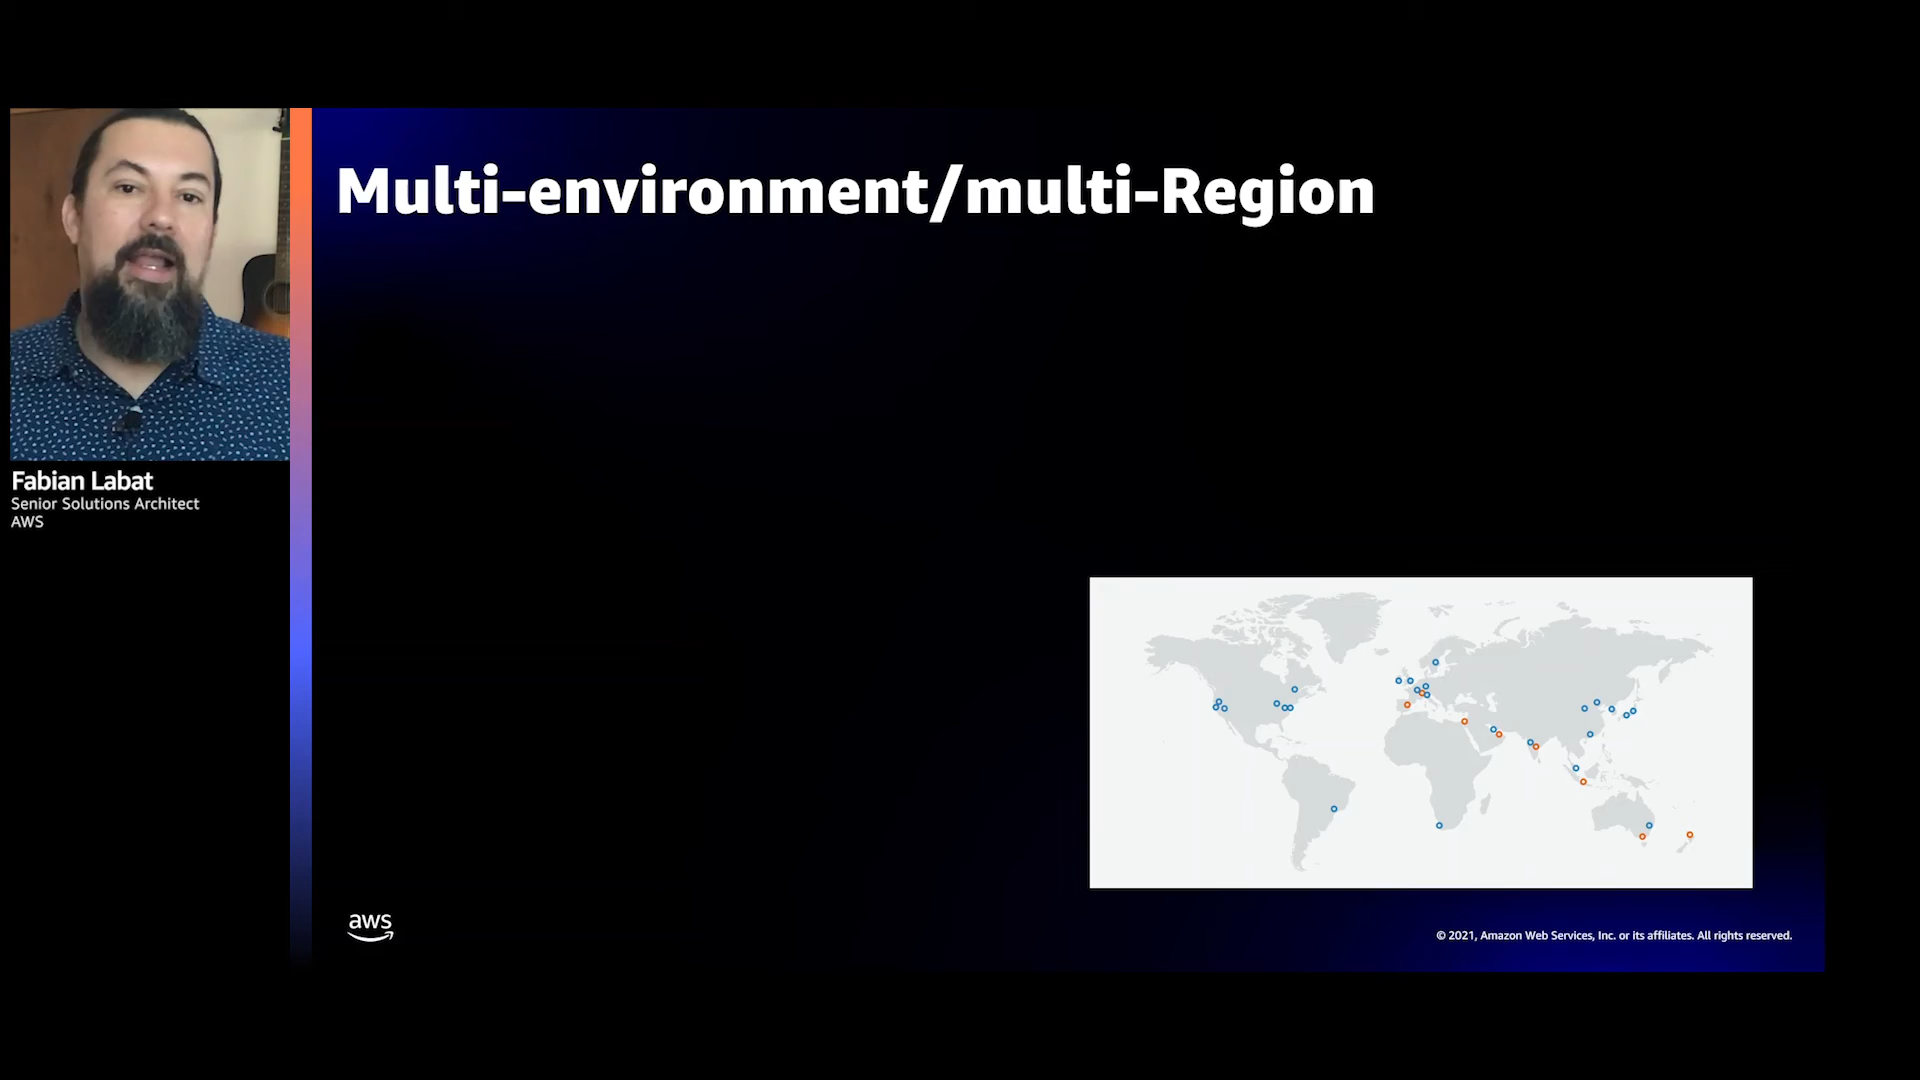 Multi-environment/multi-Region
Fabian Labat
Senior Solutions Architect
AWS
aws
© 2021, Amazon Web Services, Inc. or its affiliates. All rights reserved.